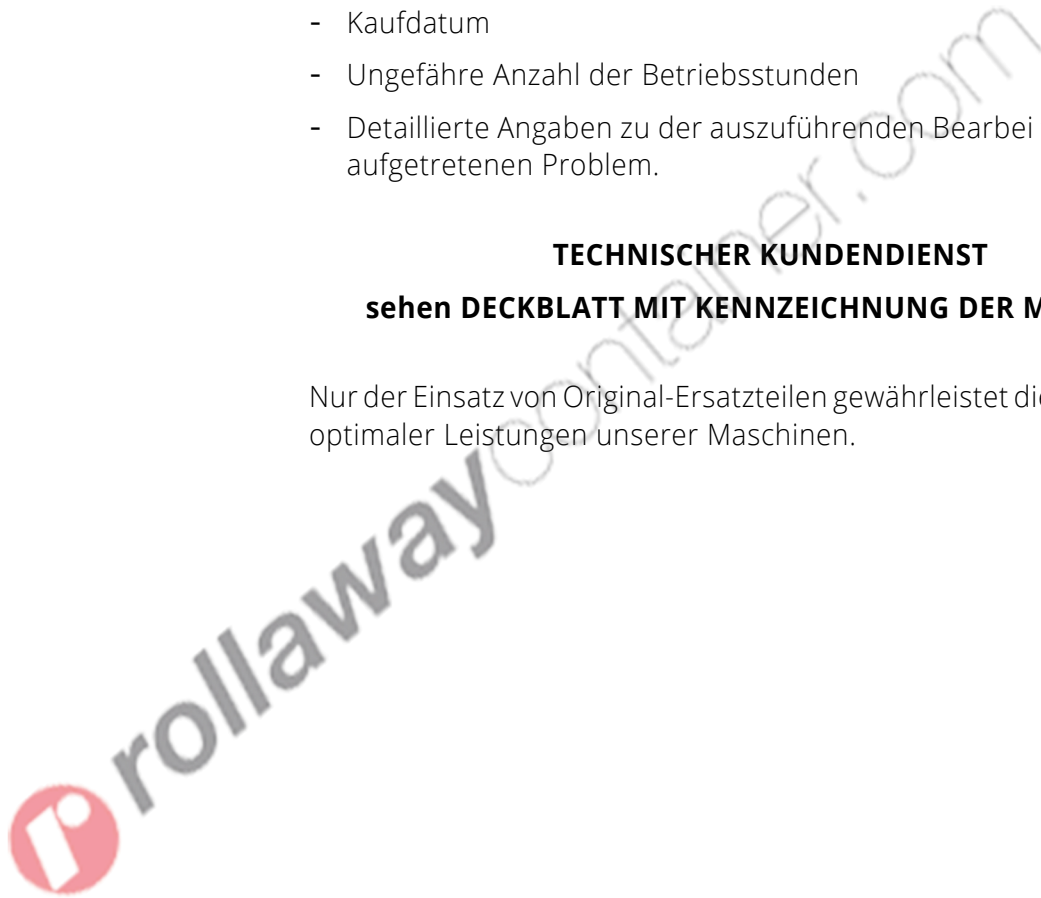 - Kaufdatum
- Ungefähre Anzahl der Betriebsstunden
- Detaillierte Angaben zu der auszuführenden Bearbei
aufgetretenen Problem.
TECHNISCHER KUNDENDIENST
sehen DECKBLATT MIT KENNZEICHNUNG DER M
Nur der Einsatz von Original-Ersatzteilen gewährleistet die
optimaler Leistungen unserer Maschinen.
rollawaycontainer.com